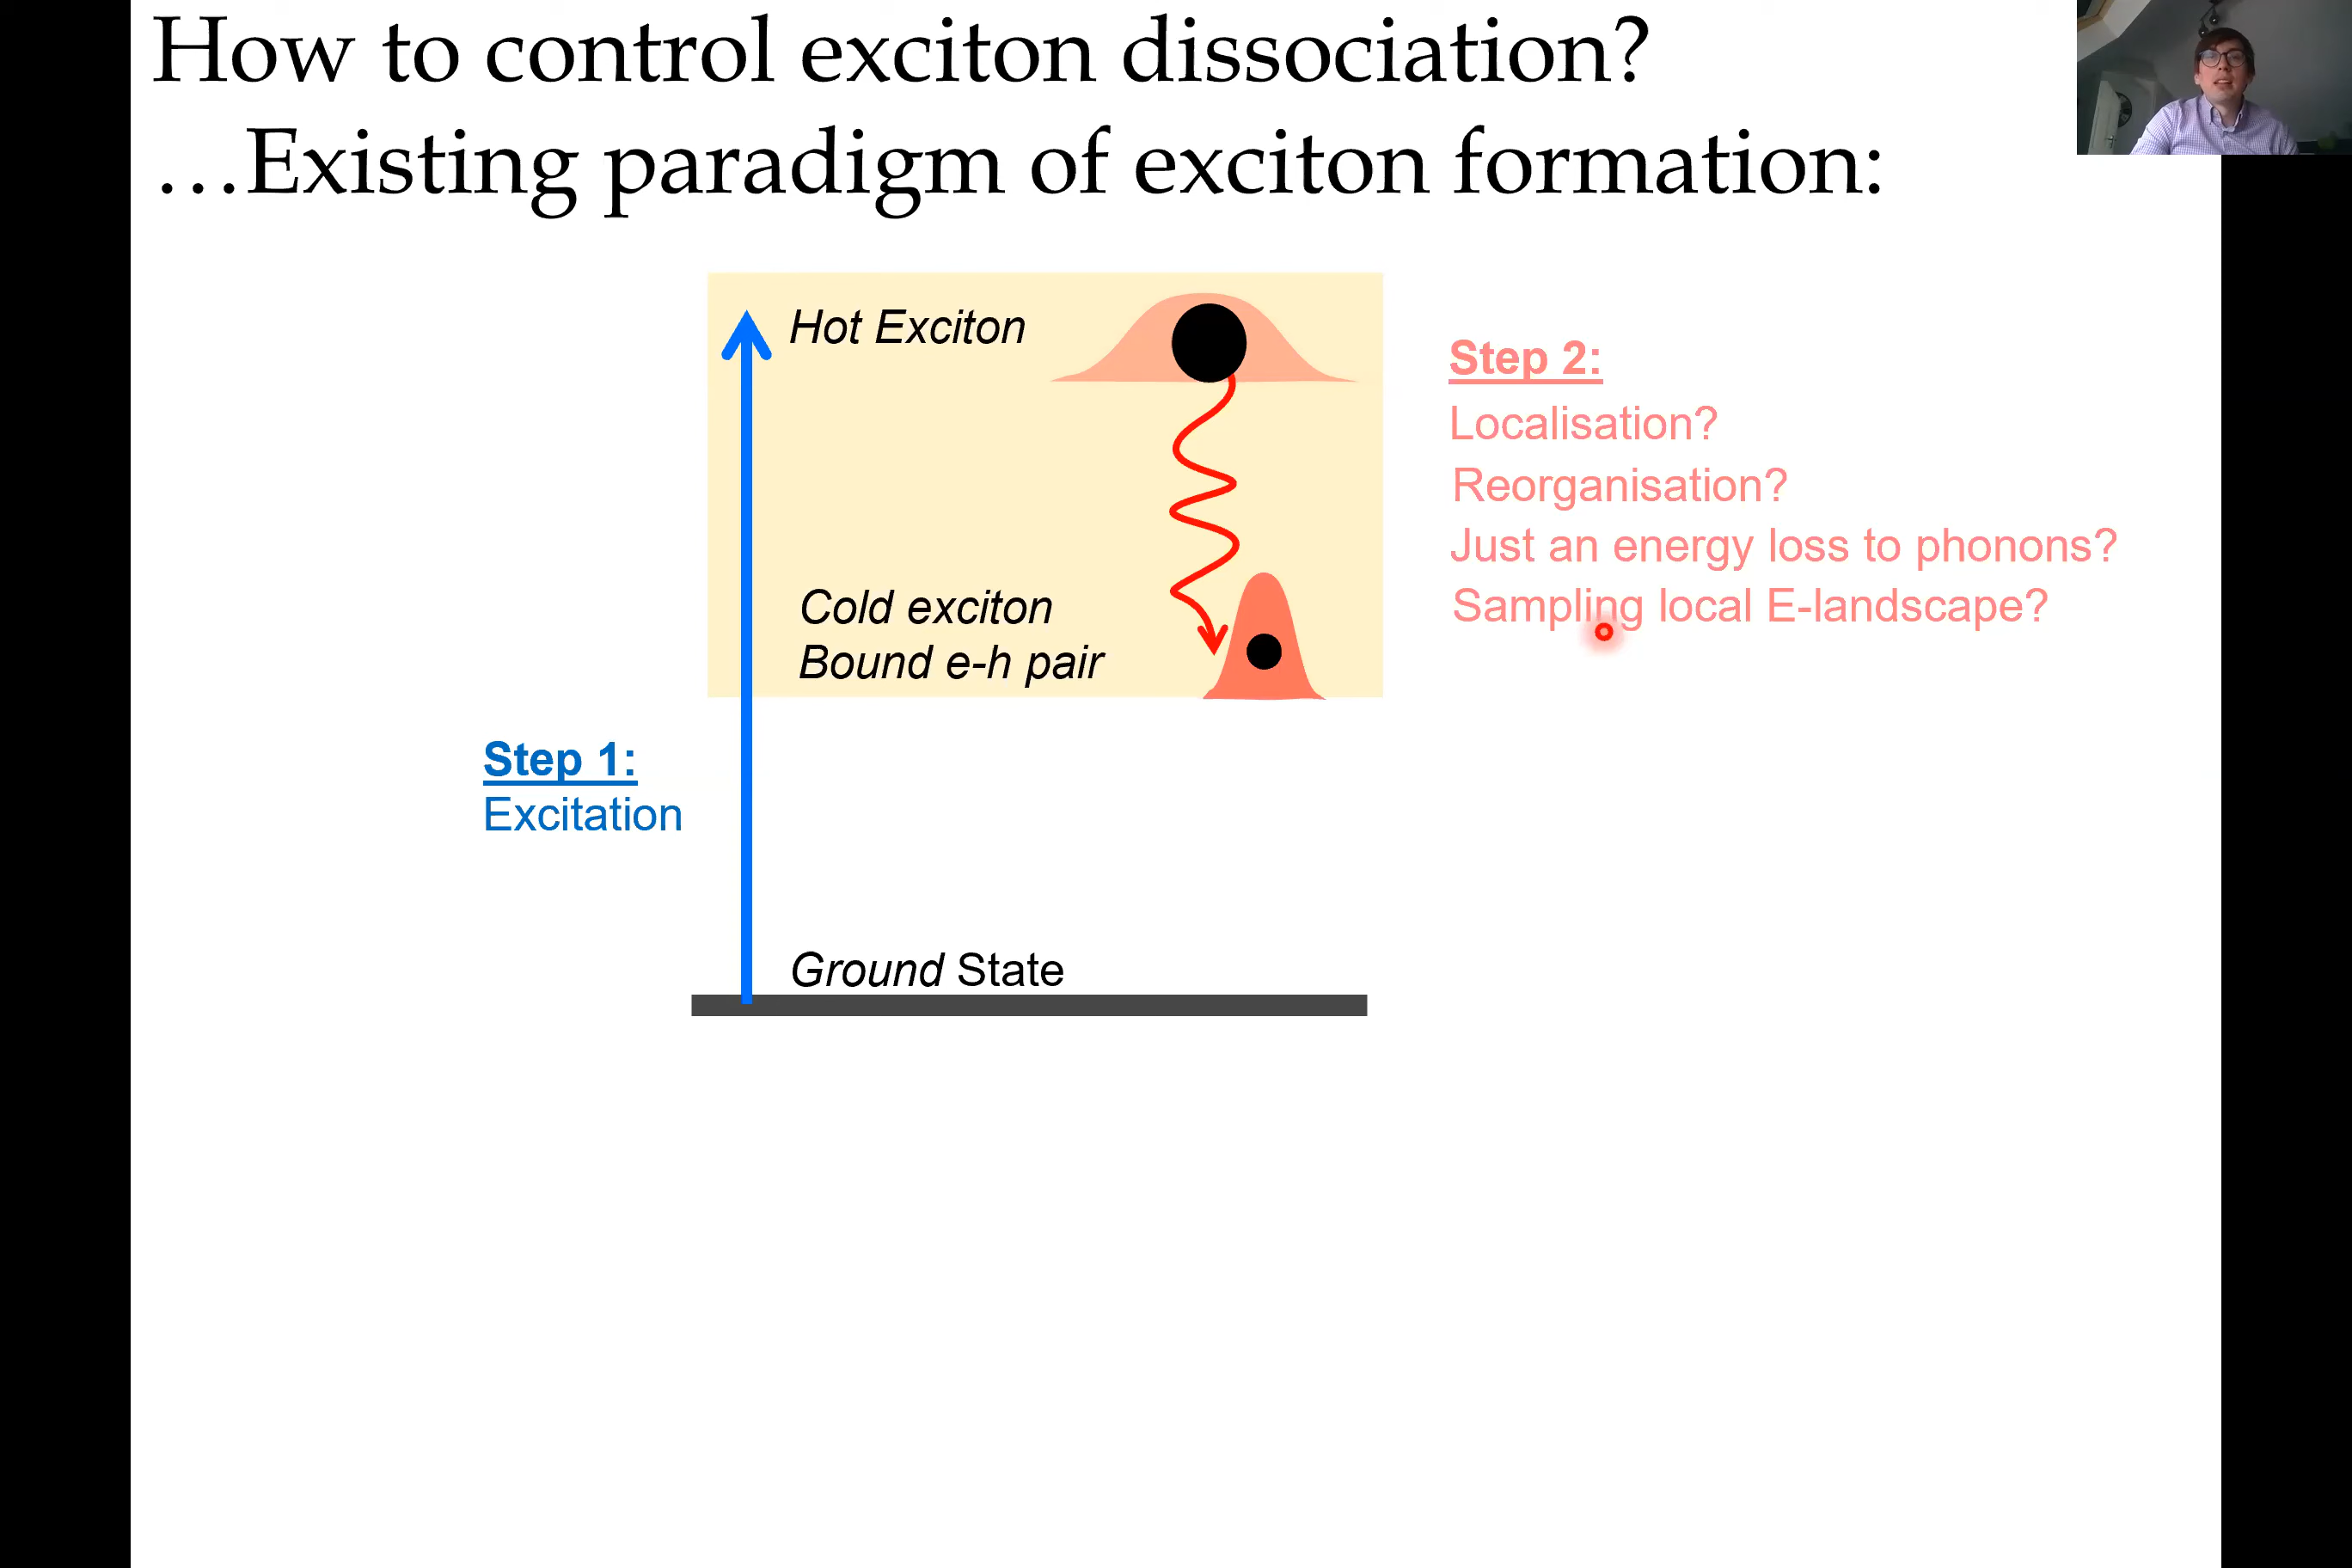 How to control exciton dissociation?
…Existing paradigm of exciton formation:
Hot Exciton
Step 2:
Localisation?
Reorganisation?
Just an energy loss to phonons?
Sampling local E-landscape?
Cold exciton
Bound e-h pair
Step 1:
Excitation
Ground State